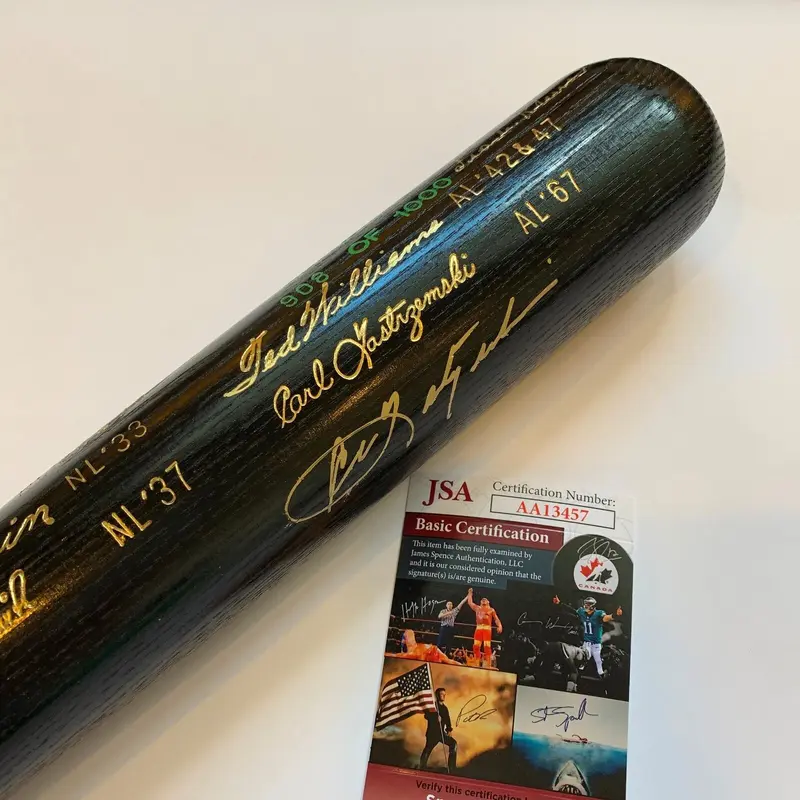 908 OF 1000
Ted Williams AL'42&47
Carl Yastrzemski AL'67
NL'33
NL'37
JSA
Certification Number:
AA13457
Basic Certification
This item has been fully examined by
James Spence Authentication, LLC
and it is our considered opinion that the
signature(s) is/are genuine.
CANADA
11
Verify this certification